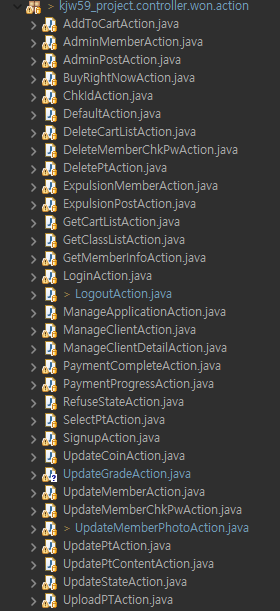 > kjw59_project.controller.won.action
AddToCartAction.java
AdminMemberAction.java
AdminPostAction.java
BuyRightNowAction.java
ChkIdAction.java
DefaultAction.java
DeleteCartListAction.java
DeleteMemberChkPwAction.java
DeletePtAction.java
ExpulsionMemberAction.java
ExpulsionPostAction.java
GetCartListAction.java
GetClassListAction.java
GetMemberInfoAction.java
LoginAction.java
> LogoutAction.java
ManageApplicationAction.java
ManageClientAction.java
ManageClientDetailAction.java
PaymentCompleteAction.java
PaymentProgressAction.java
RefuseStateAction.java
SelectPtAction.java
SignupAction.java
UpdateCoinAction.java
UpdateGradeAction.java
UpdateMemberAction.java
UpdateMemberChkPwAction.java
> UpdateMemberPhotoAction.java
UpdatePtAction.java
UpdatePtContentAction.java
UpdateStateAction.java
UploadPTAction.java